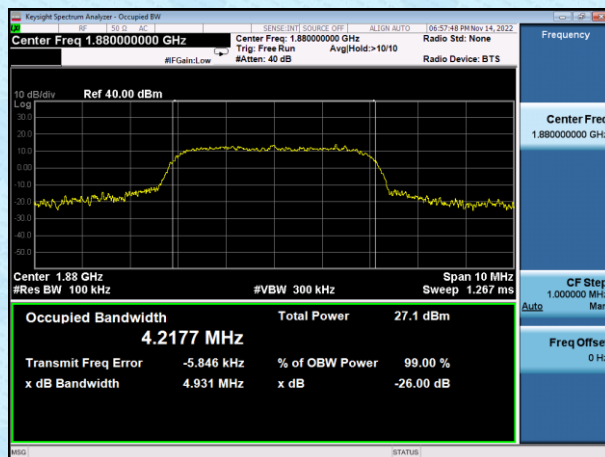 Keysight Spectrum Analyzer - Occupied BW
RF 50 Ω AC SENSE:INT SOURCE OFF ALIGN AUTO 06:57:48 PM Nov 14, 2022
Center Freq 1.880000000 GHz Center Freq: 1.880000000 GHz Radio Std: None
Trig: Free Run Avg|Hold:>10/10
#IFGain:Low #Atten: 40 dB Radio Device: BTS
10 dB/div Ref 40.00 dBm
Log
30.0
20.0
10.0
0.00
-10.0
-20.0
-30.0
-40.0
-50.0
Center 1.88 GHz Span 10 MHz
#Res BW 100 kHz #VBW 300 kHz Sweep 1.267 ms
Occupied Bandwidth Total Power 27.1 dBm
4.2177 MHz
Transmit Freq Error -5.846 kHz % of OBW Power 99.00 %
x dB Bandwidth 4.931 MHz x dB -26.00 dB
MSG STATUS
Frequency
Center Freq
1.880000000 GHz
CF Step
1.000000 MHz
Auto Man
Freq Offset
0 Hz